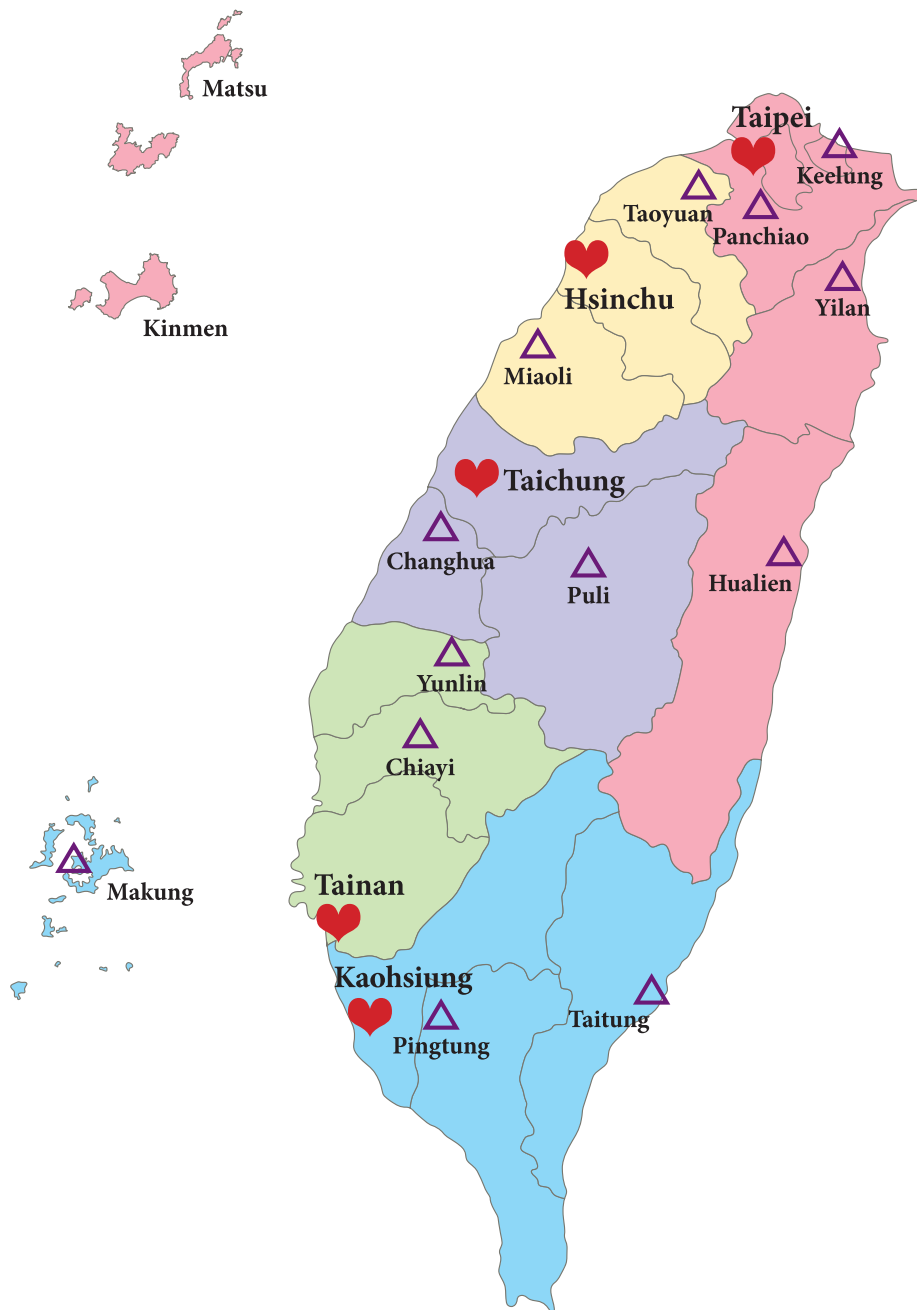 Matsu
Taipei
Keelung
Taoyuan
Panchiao
Hsinchu
Yilan
Kinmen
Miaoli
Taichung
Changhua
Puli
Hualien
Yunlin
Chiayi
Tainan
Makung
Kaohsiung
Taitung
Pingtung